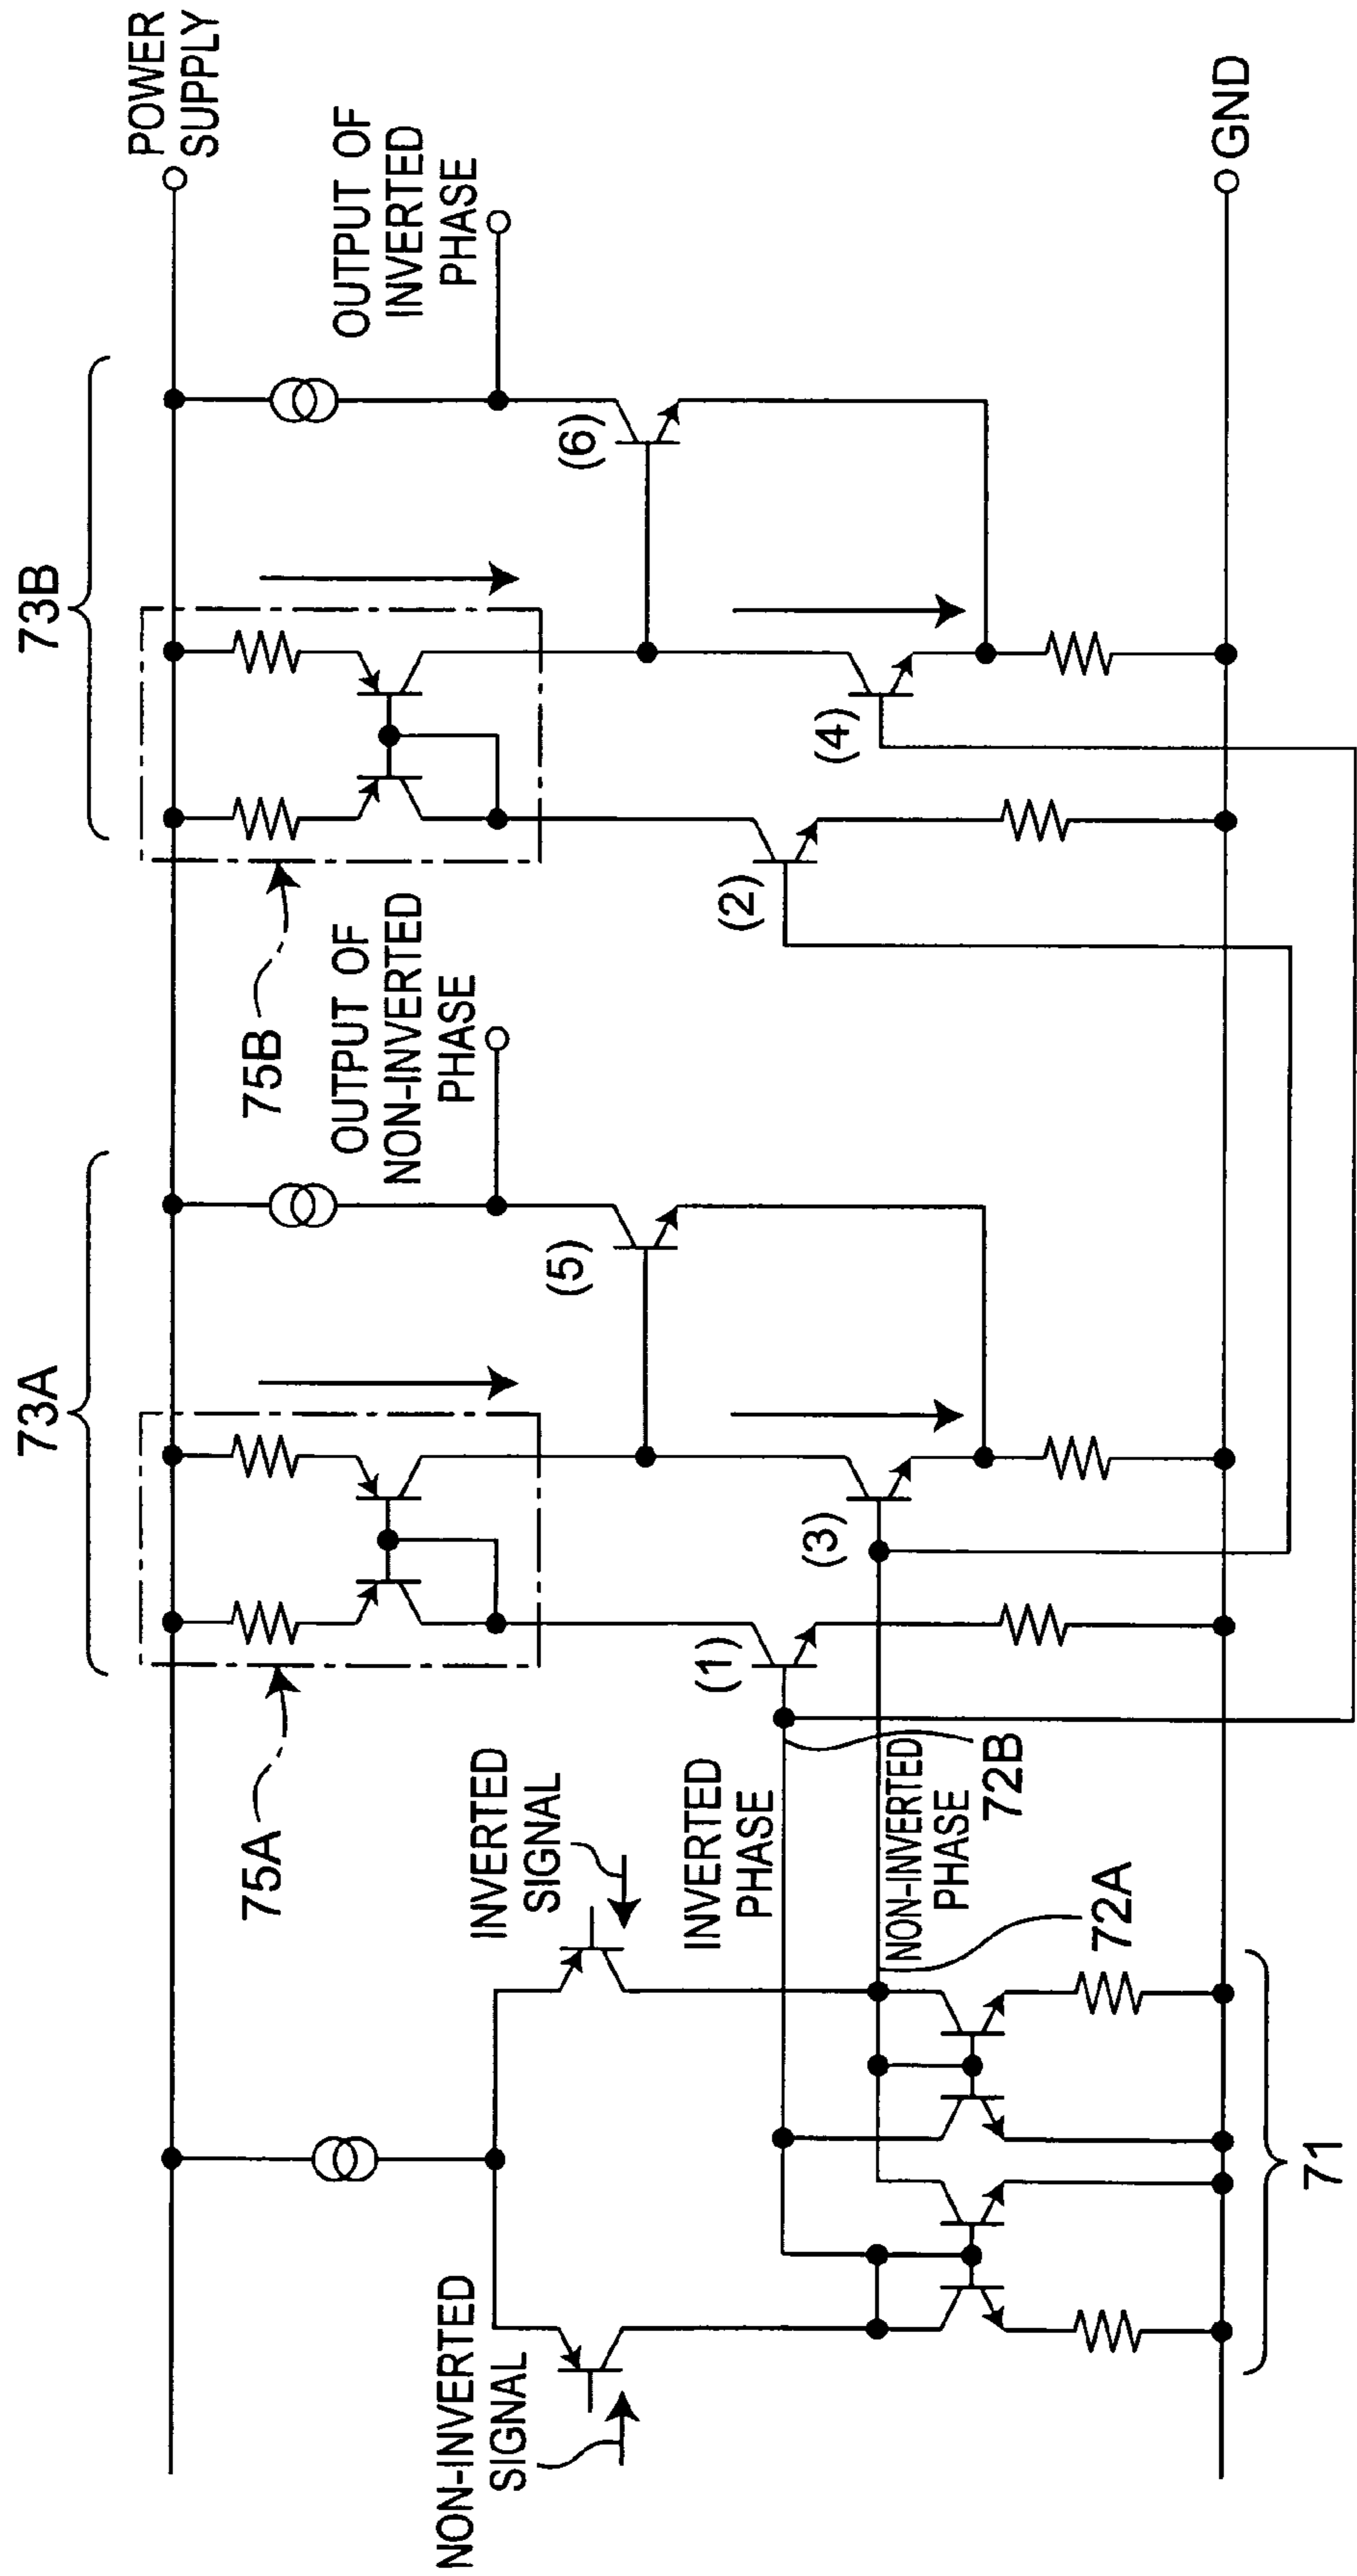 73A
73B
POWER
SUPPLY
75A
75B
OUTPUT OF
NON-INVERTED
PHASE
OUTPUT OF
INVERTED
PHASE
NON-INVERTED
SIGNAL
INVERTED
SIGNAL
(5)
(6)
INVERTED
PHASE
(1)
(2)
72B
(3)
(4)
NON-INVERTED
PHASE
72A
71
GND